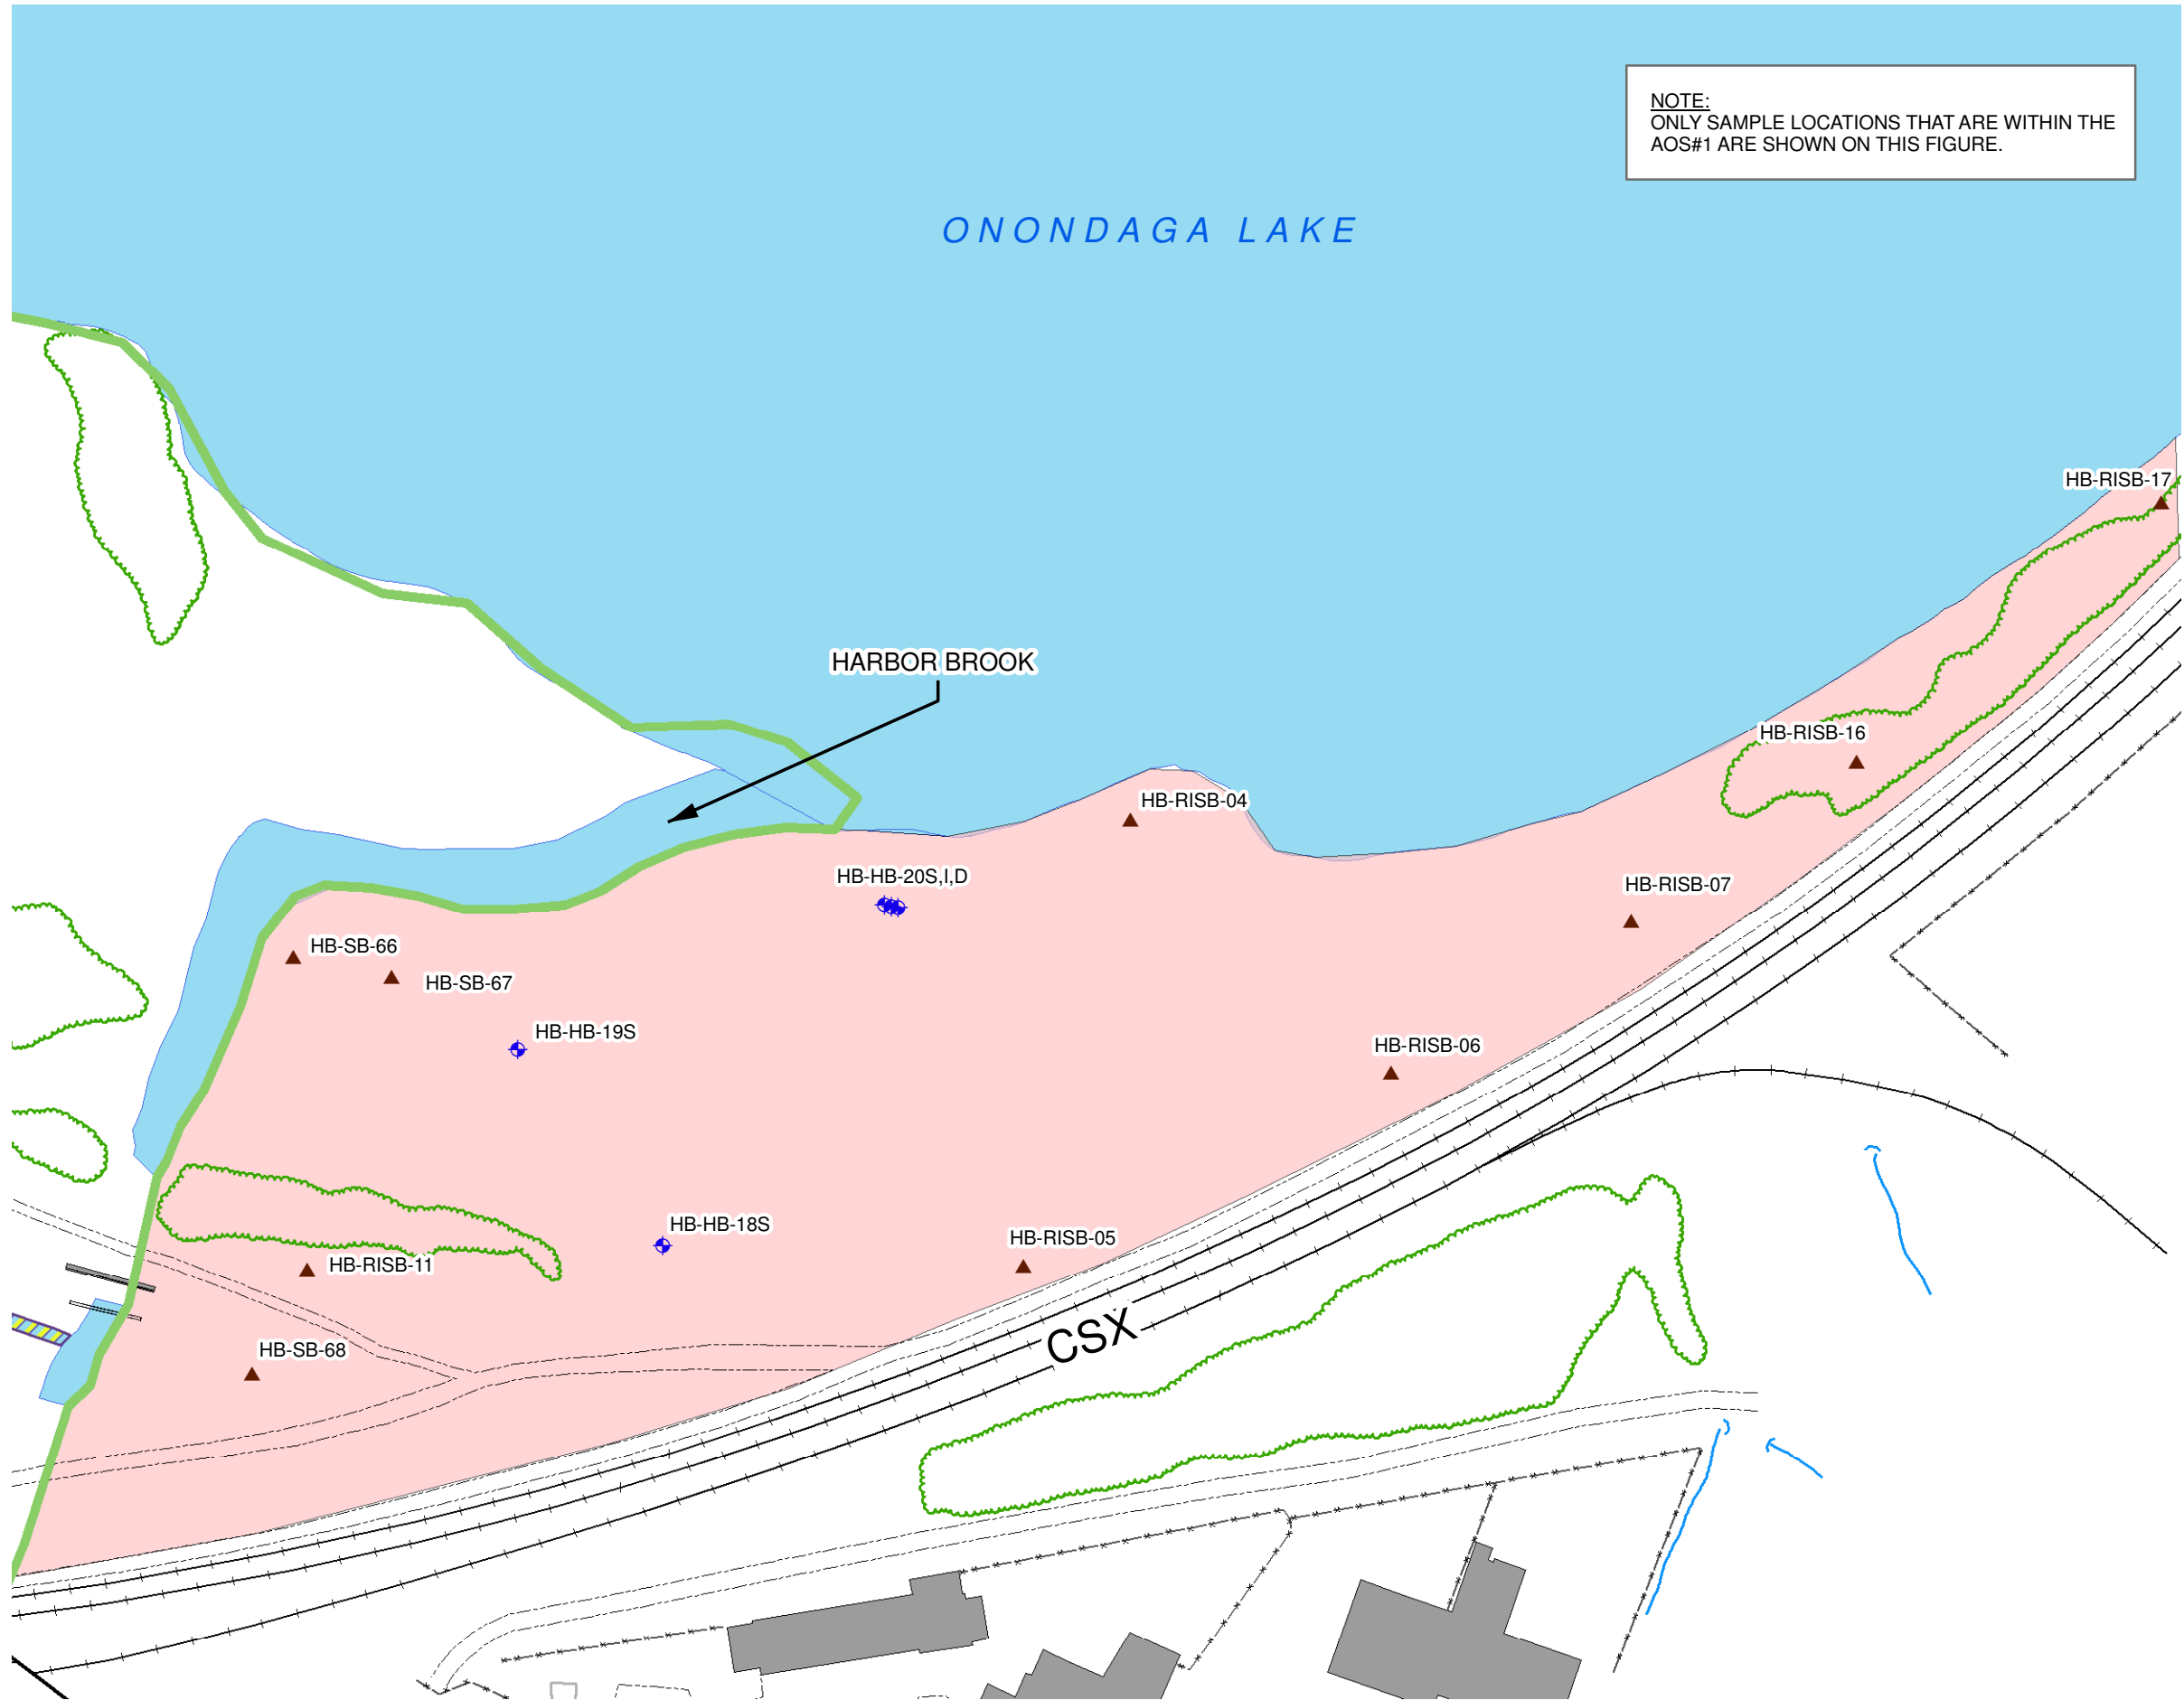 NOTE:
ONLY SAMPLE LOCATIONS THAT ARE WITHIN THE
AOS#1 ARE SHOWN ON THIS FIGURE.
ONONDAGA LAKE
HB-RISB-17
HARBOR BROOK
HB-RISB-16
HB-RISB-04
HB-HB-20S,I,D
HB-RISB-07
HB-SB-66
HB-SB-67
HB-HB-19S
HB-RISB-06
HB-HB-18S
HB-RISB-05
HB-RISB-11
CSX
HB-SB-68